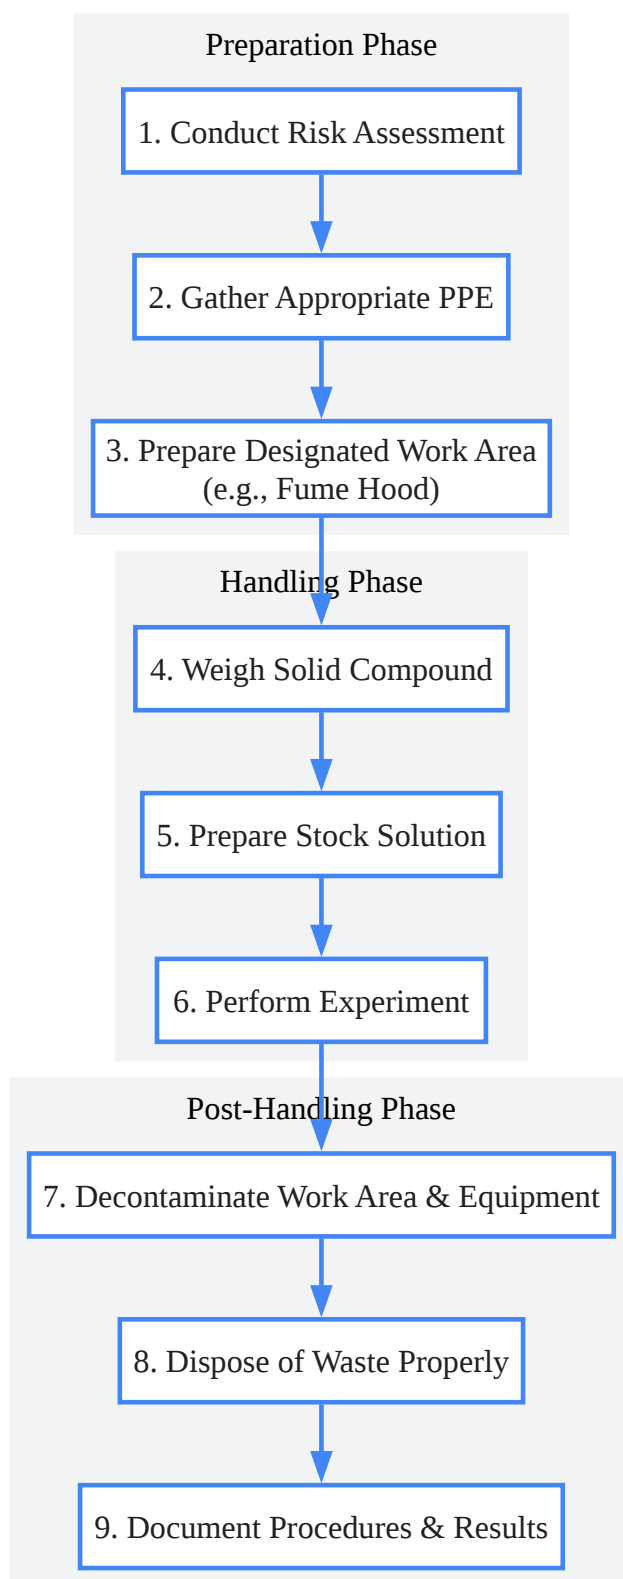 Preparation Phase
1. Conduct Risk Assessment
2. Gather Appropriate PPE
3. Prepare Designated Work Area
(e.g., Fume Hood)
Handling Phase
4. Weigh Solid Compound
5. Prepare Stock Solution
6. Perform Experiment
Post-Handling Phase
7. Decontaminate Work Area & Equipment
8. Dispose of Waste Properly
9. Document Procedures & Results